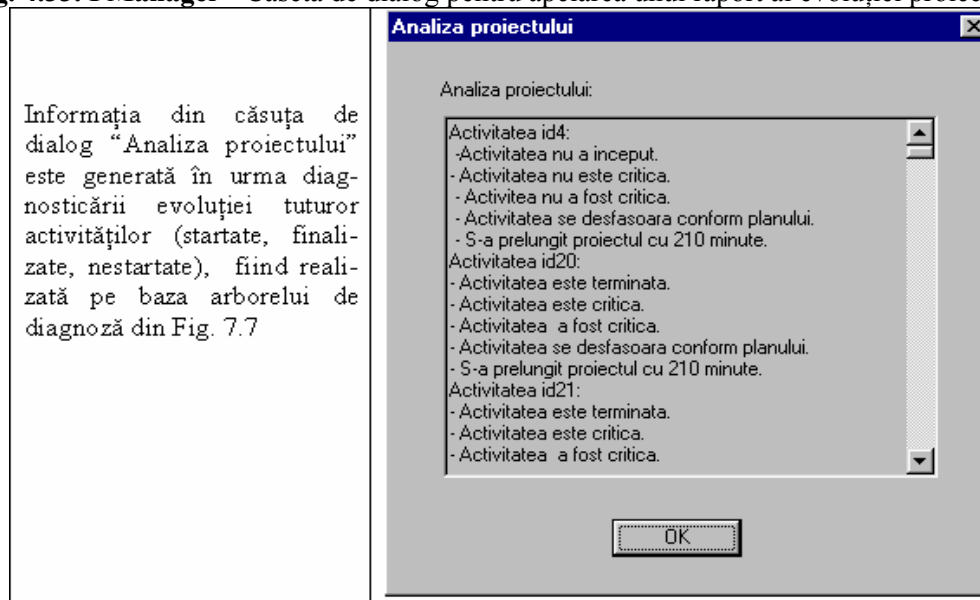 Analiza proiectului
Informația din căsuța de
dialog “Analiza proiectului”
este generată în urma diag-
nosticării evoluției tuturor
activităților (startate, finali-
zate, nestartate), fiind reali-
zată pe baza arborelui de
diagnoză din Fig. 7.7
Analiza proiectului:
Activitatea id4:
-Activitatea nu a inceput.
- Activitatea nu este critica.
- Activitea nu a fost critica.
- Activitatea se desfasoara conform planului.
- S-a prelungit proiectul cu 210 minute.
Activitatea id20:
- Activitatea este terminata.
- Activitatea este critica.
- Activitatea  a fost critica.
- Activitatea se desfasoara conform planului.
- S-a prelungit proiectul cu 210 minute.
Activitatea id21:
- Activitatea este terminata.
- Activitatea este critica.
- Activitatea  a fost critica.
OK